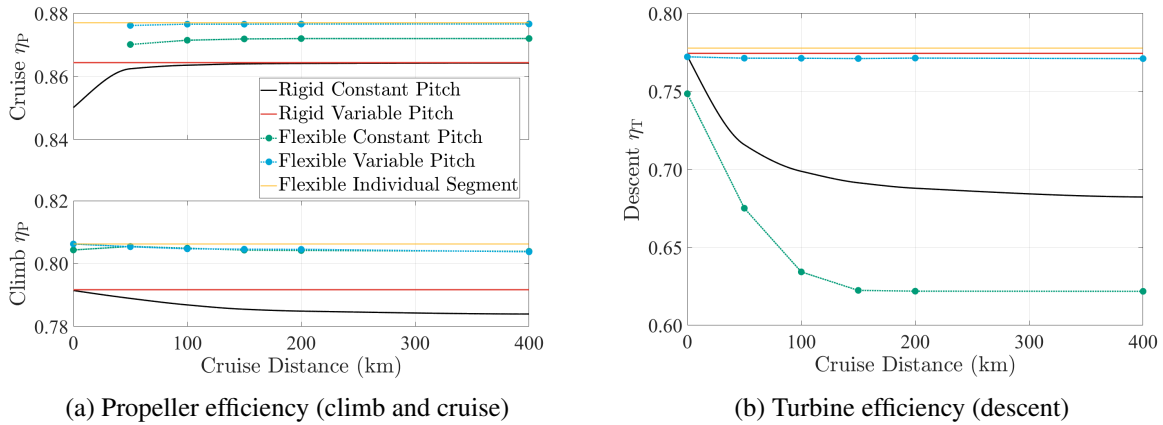 0.88
0.86
0.84
Cruise ηP
Rigid Constant Pitch
Rigid Variable Pitch
Flexible Constant Pitch
Flexible Variable Pitch
Flexible Individual Segment
0.82
0.80
0.78
Climb ηP
0 100 200 300 400
Cruise Distance (km)
(a) Propeller efficiency (climb and cruise)
0.80
0.75
0.70
0.65
0.60
Descent ηT
0 100 200 300 400
Cruise Distance (km)
(b) Turbine efficiency (descent)